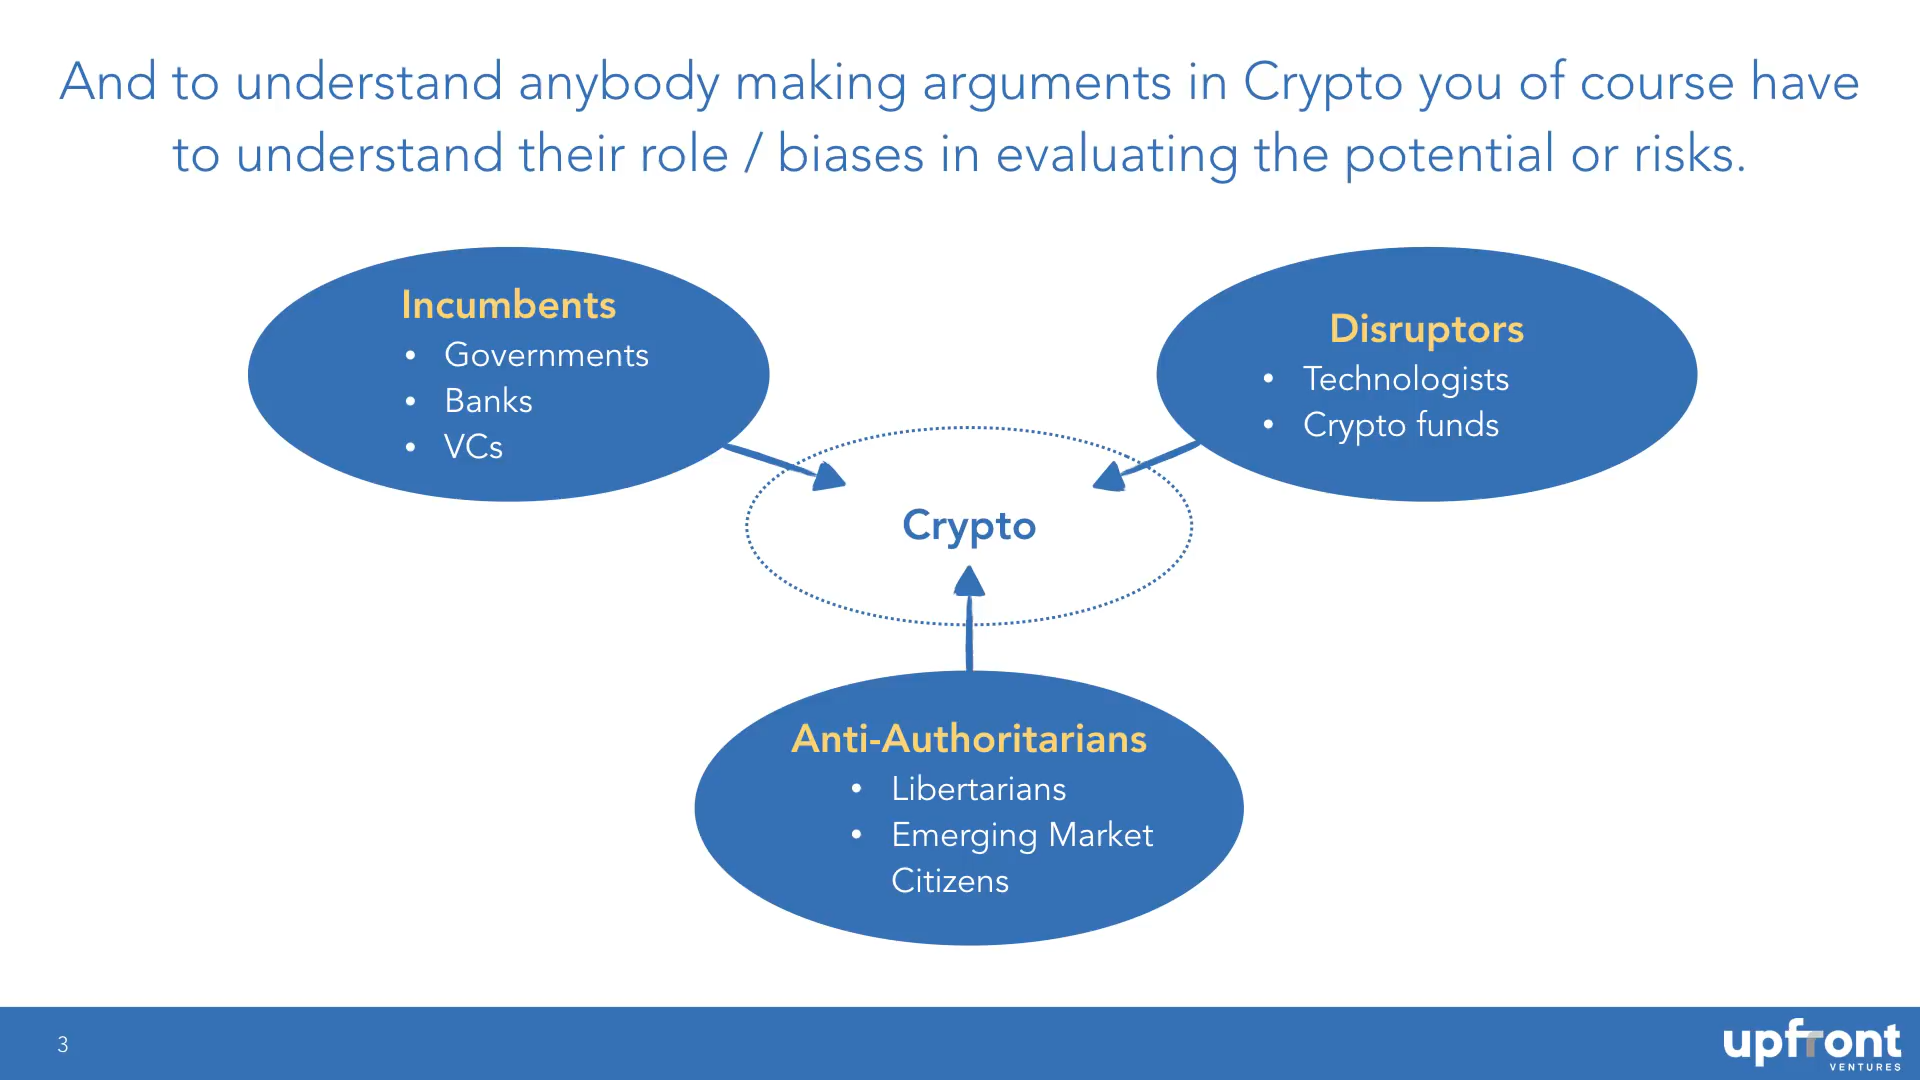 And to understand anybody making arguments in Crypto you of course have
to understand their role / biases in evaluating the potential or risks.
Incumbents
• Governments
• Banks
• VCs
Disruptors
• Technologists
• Crypto funds
Crypto
Anti-Authoritarians
• Libertarians
• Emerging Market
Citizens
3
upfront
VENTURES